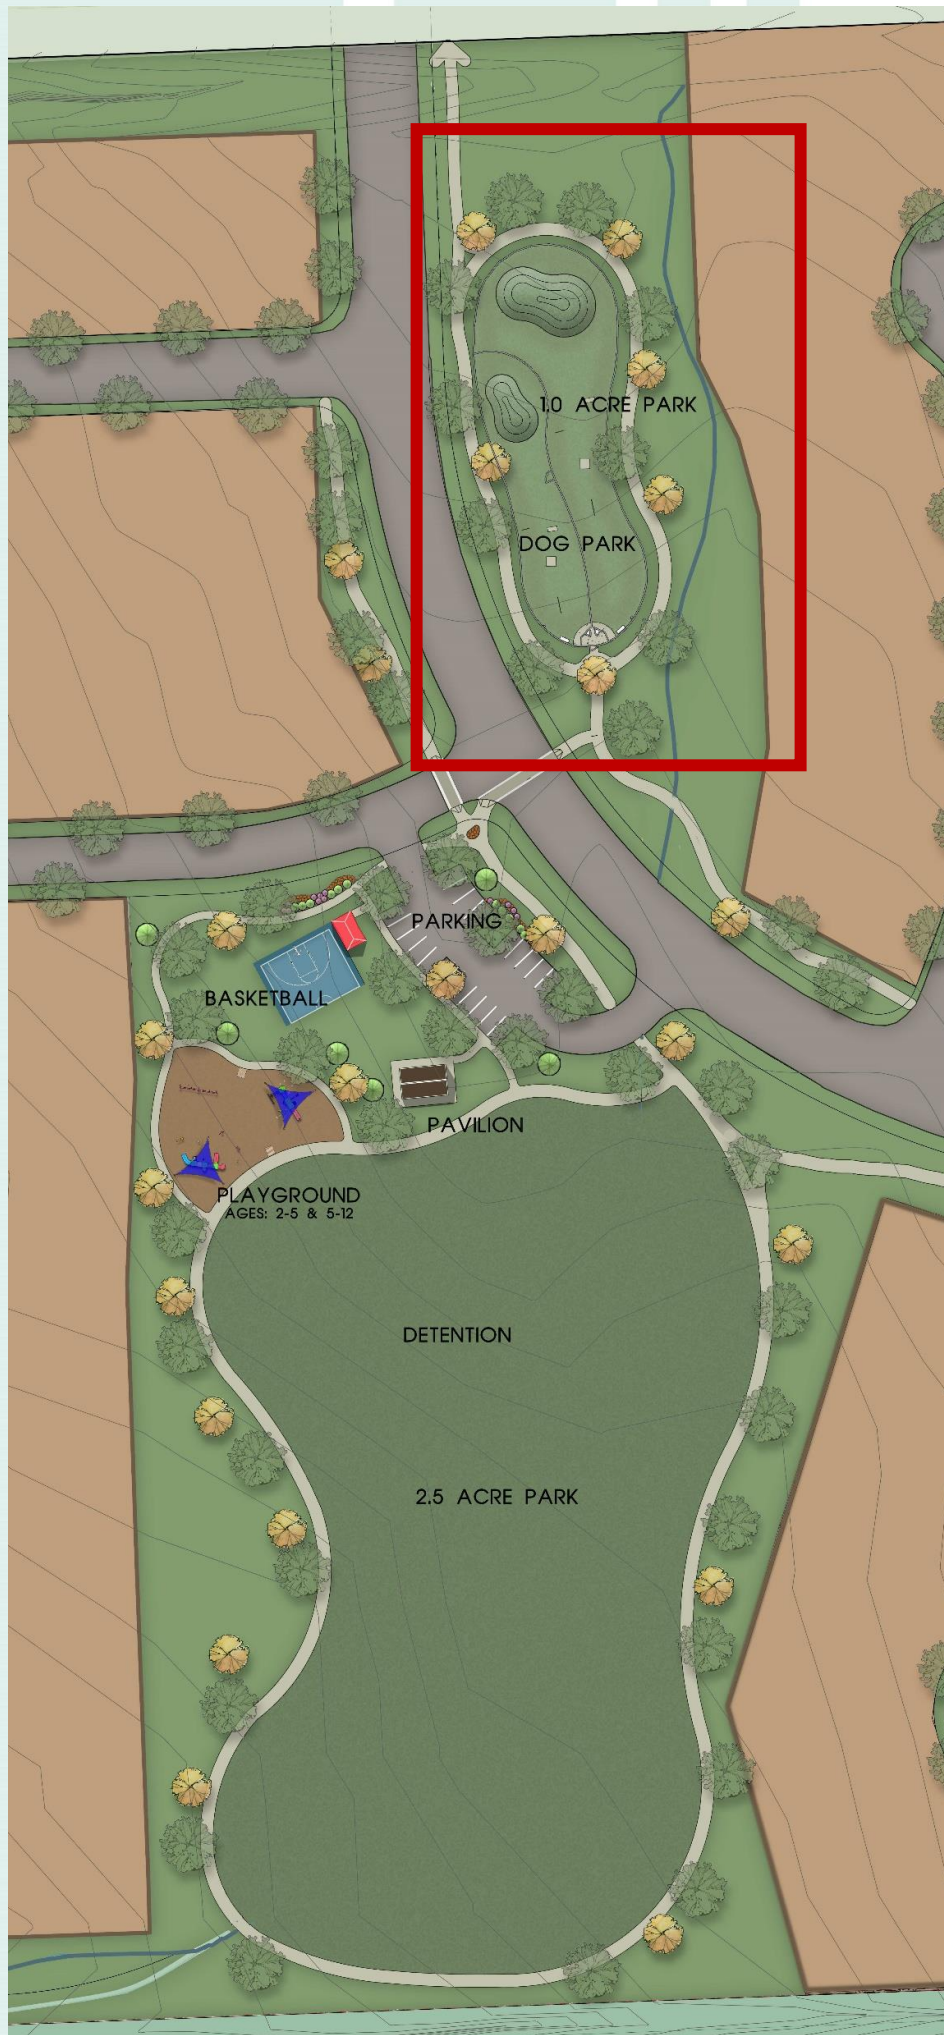 1.0 ACRE PARK
DOG PARK
PARKING
BASKETBALL
PAVILION
PLAYGROUND
AGES: 2-5 & 5-12
DETENTION
2.5 ACRE PARK